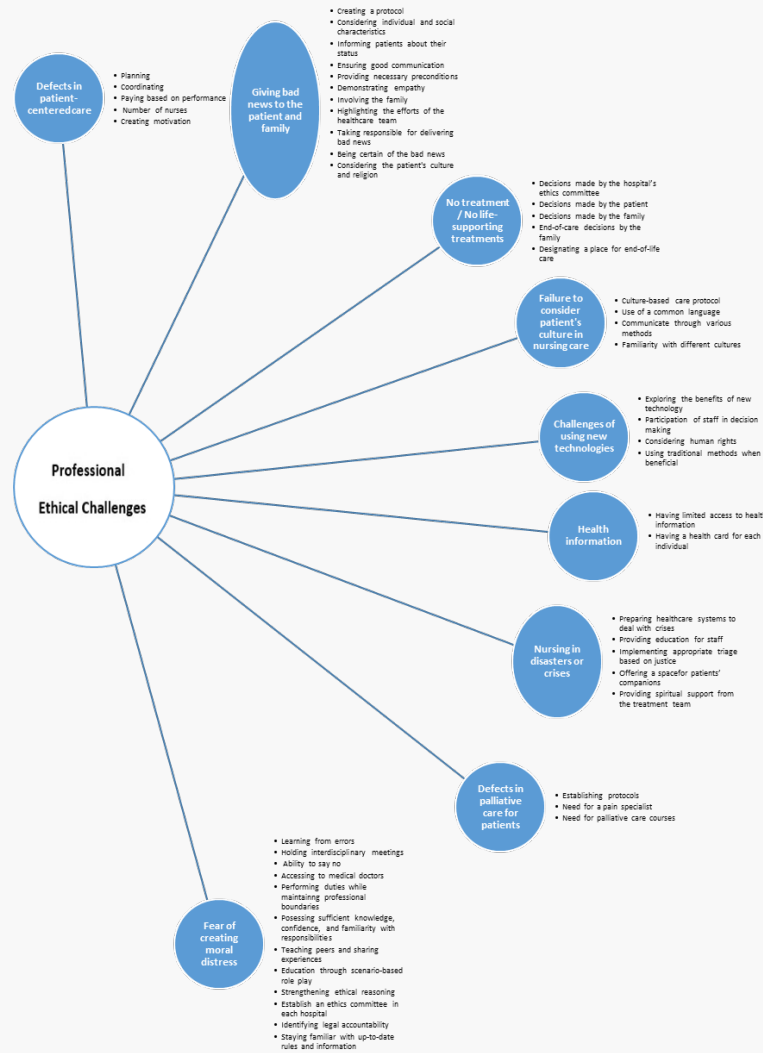 Defects in
patient-
centeredcare
▪ Planning
▪ Coordinating
▪ Paying based on performance
▪ Number of nurses
▪ Creating motivation
Giving bad
news to the
patient and
family
▪ Creating a protocol
▪ Considering individual and social
characteristics
▪ Informing patients about their
status
▪ Ensuring good communication
▪ Providing necessary preconditions
▪ Demonstrating empathy
▪ Involving the family
▪ Highlighting the efforts of the
healthcare team
▪ Taking responsible for delivering
bad news
▪ Being certain of the bad news
▪ Considering the patient's culture
and religion
No treatment
/ No life-
supporting
treatments
▪ Decisions made by the hospital's
ethics committee
▪ Decisions made by the patient
▪ Decisions made by the family
▪ End-of-care decisions by the
family
▪ Designating a place for end-of-life
care
Failure to
consider
patient's
culture in
nursing care
▪ Culture-based care protocol
▪ Use of a common language
▪ Communicate through various
methods
▪ Familiarity with different cultures
Challenges of
using new
technologies
▪ Exploring the benefits of new
technology
▪ Participation of staff in decision
making
▪ Considering human rights
▪ Using traditional methods when
beneficial
Professional
Ethical Challenges
Health
information
▪ Having limited access to health
information
▪ Having a health card for each
individual
Nursing in
disasters or
crises
▪ Preparing healthcare systems to
deal with crises
▪ Providing education for staff
▪ Implementing appropriate triage
based on justice
▪ Offering a spacefor patients'
companions
▪ Providing spiritual support from
the treatment team
Defects in
palliative
care for
patients
▪ Establishing protocols
▪ Need for a pain specialist
▪ Need for palliative care courses
Fear of
creating
moral
distress
▪ Learning from errors
▪ Holding interdisciplinary meetings
▪ Ability to say no
▪ Accessing to medical doctors
▪ Performing duties while
maintainng professional
boundaries
▪ Posessing sufficient knowledge,
confidence, and familiarity with
responsibilities
▪ Teaching peers and sharing
experiences
▪ Education through scenario-based
role play
▪ Strengthening ethical reasoning
▪ Establish an ethics committee in
each hospital
▪ Identifying legal accountability
▪ Staying familiar with up-to-date
rules and information